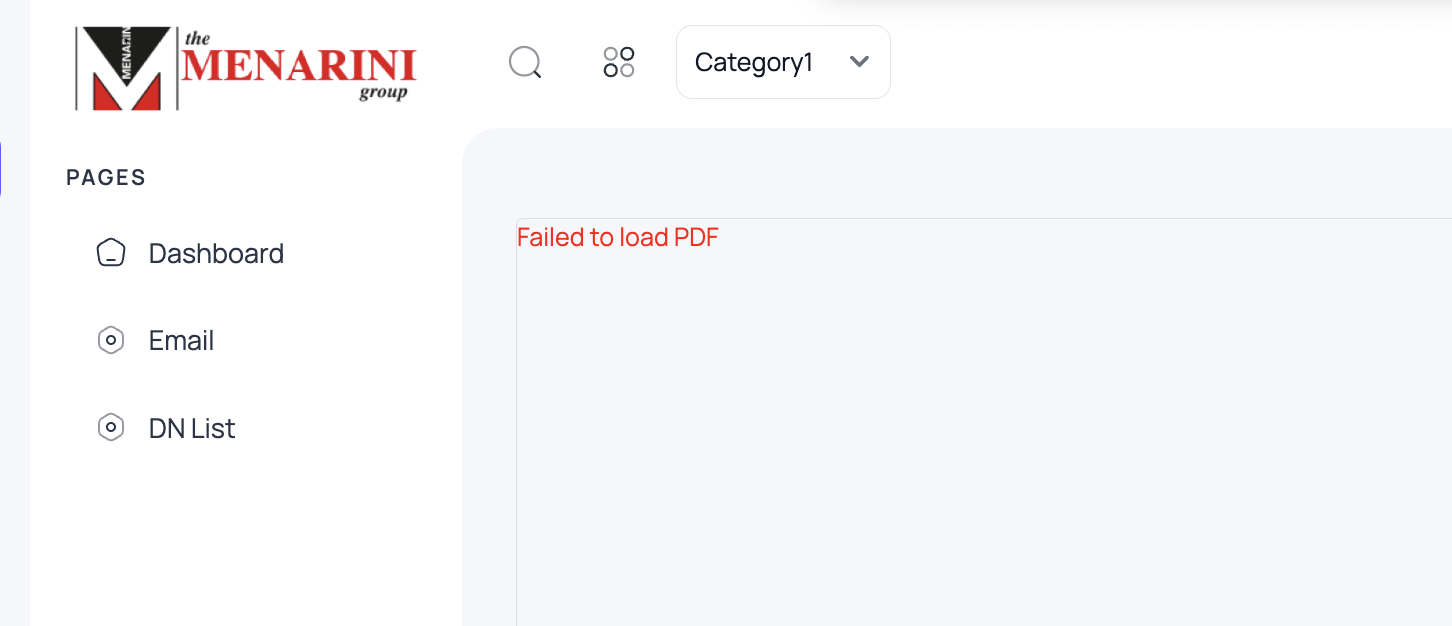 MENARINI
the
MENARINI
group
Category1
PAGES
Dashboard
Email
DN List
Failed to load PDF